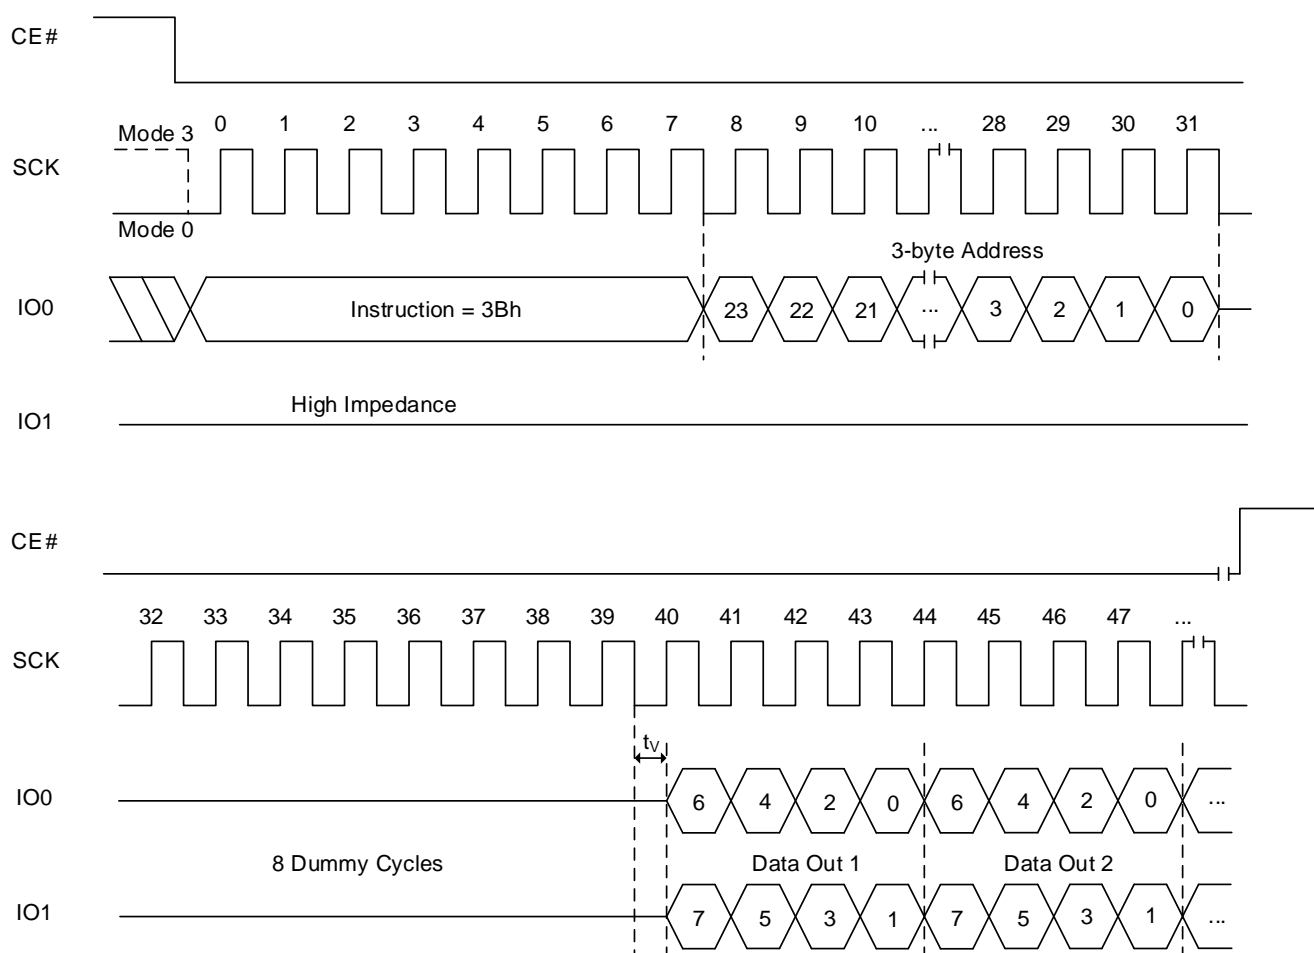 CE#
Mode 3 0 1 2 3 4 5 6 7 8 9 10 ... 28 29 30 31
SCK
Mode 0
3-byte Address
IO0 Instruction = 3Bh 23 22 21 ... 3 2 1 0
High Impedance
IO1
CE#
32 33 34 35 36 37 38 39 40 41 42 43 44 45 46 47 ...
SCK
tV
IO0 6 4 2 0 6 4 2 0 ...
8 Dummy Cycles Data Out 1 Data Out 2
IO1 7 5 3 1 7 5 3 1 ...